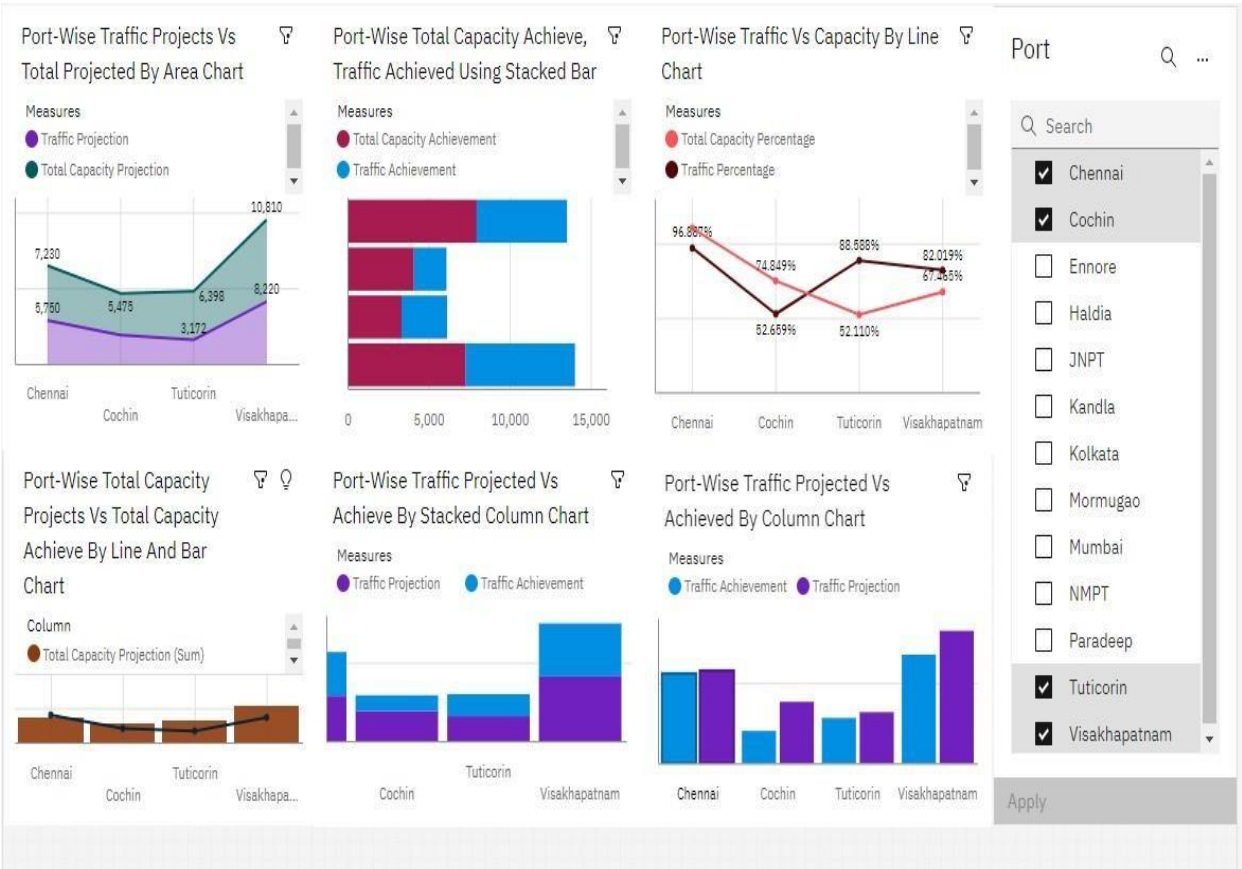 Port-Wise Traffic Projects Vs
Total Projected By Area Chart
Measures
Traffic Projection
Total Capacity Projection
10,810
7,230
8,220
6,398
5,475
5,750
3,172
Chennai
Cochin
Tuticorin
Visakhapa...
Port-Wise Total Capacity Achieve,
Traffic Achieved Using Stacked Bar
Measures
Total Capacity Achievement
Traffic Achievement
0
5,000
10,000
15,000
Port-Wise Traffic Vs Capacity By Line
Chart
Measures
Total Capacity Percentage
Traffic Percentage
74.849%
88.588%
82.019%
67.465%
52.659%
52.110%
Chennai
Cochin
Tuticorin
Visakhapatnam
Port-Wise Total Capacity
Projects Vs Total Capacity
Achieve By Line And Bar
Chart
Column
Total Capacity Projection (Sum)
Chennai
Cochin
Tuticorin
Visakhapa...
Port-Wise Traffic Projected Vs
Achieve By Stacked Column Chart
Measures
Traffic Projection
Traffic Achievement
Cochin
Tuticorin
Visakhapatnam
Port-Wise Traffic Projected Vs
Achieved By Column Chart
Measures
Traffic Achievement
Traffic Projection
Chennai
Cochin
Tuticorin
Visakhapatnam
Port
...
Search
Chennai
Cochin
Ennore
Haldia
JNPT
Kandla
Kolkata
Mormugao
Mumbai
NMPT
Paradeep
Tuticorin
Visakhapatnam
Apply